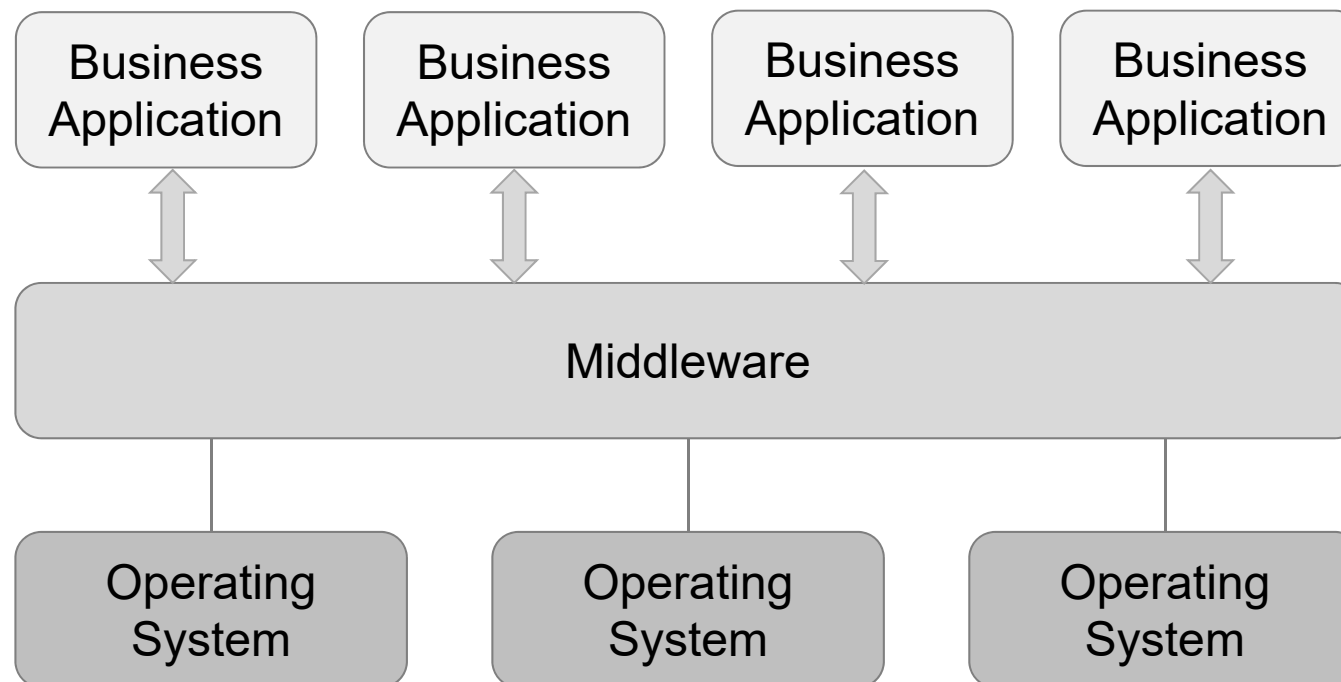 Business
Application
Business
Application
Business
Application
Business
Application
Middleware
Operating
System
Operating
System
Operating
System